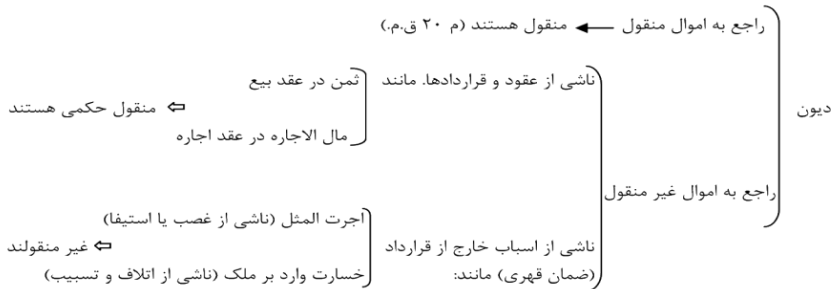 راجع به اموال منقول ← منقول هستند (م ۲۰ ق.م.)
ناشی از عقود و قراردادها. مانند
ثمن در عقد بیع
⇦ منقول حکمی هستند
دیون
مال الاجاره در عقد اجاره
راجع به اموال غیر منقول
اجرت المثل (ناشی از غصب یا استیفا)
ناشی از اسباب خارج از قرارداد
⇦ غیر منقولند
(ضمان قهری) مانند:
خسارت وارد بر ملک (ناشی از اتلاف و تسبیب)